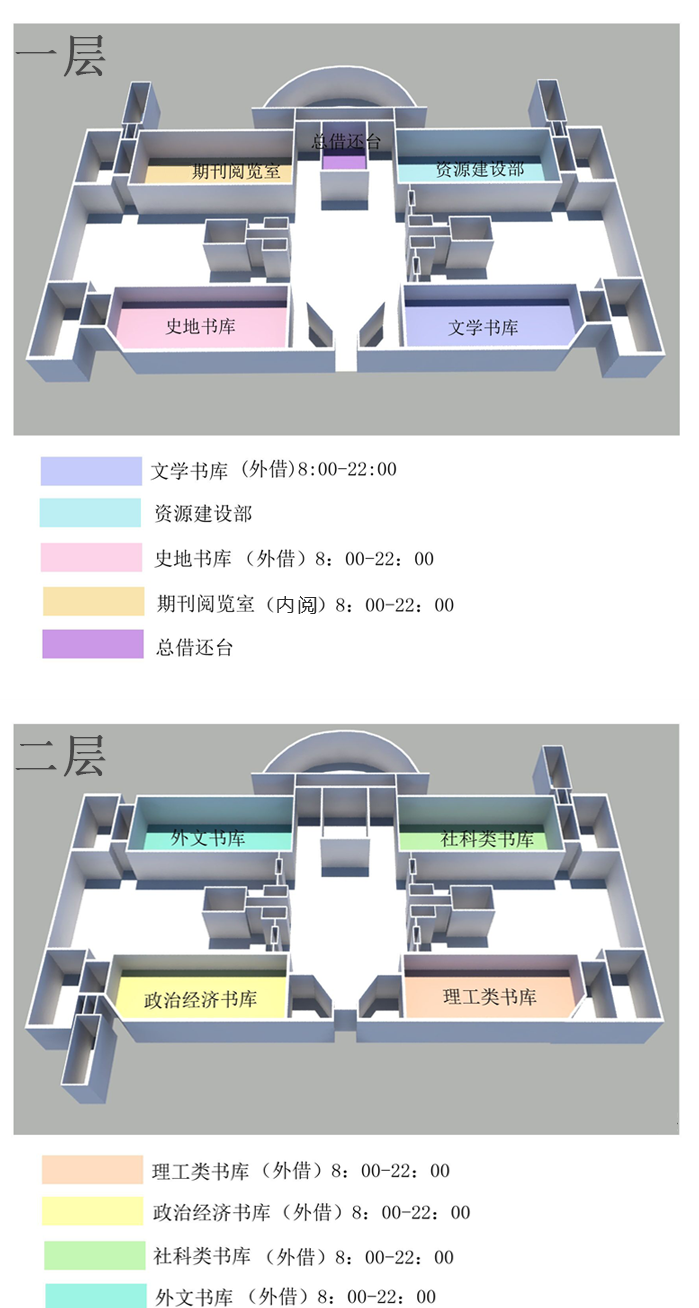 一层
总借还台
期刊阅览室
资源建设部
史地书库
文学书库
文学书库 (外借)8:00-22:00
资源建设部
史地书库（外借）8：00-22：00
期刊阅览室（内阅）8：00-22：00
总借还台
二层
外文书库
社科类书库
政治经济书库
理工类书库
理工类书库（外借）8：00-22：00
政治经济书库（外借）8：00-22：00
社科类书库（外借）8：00-22：00
外文书库（外借）8：00-22：00